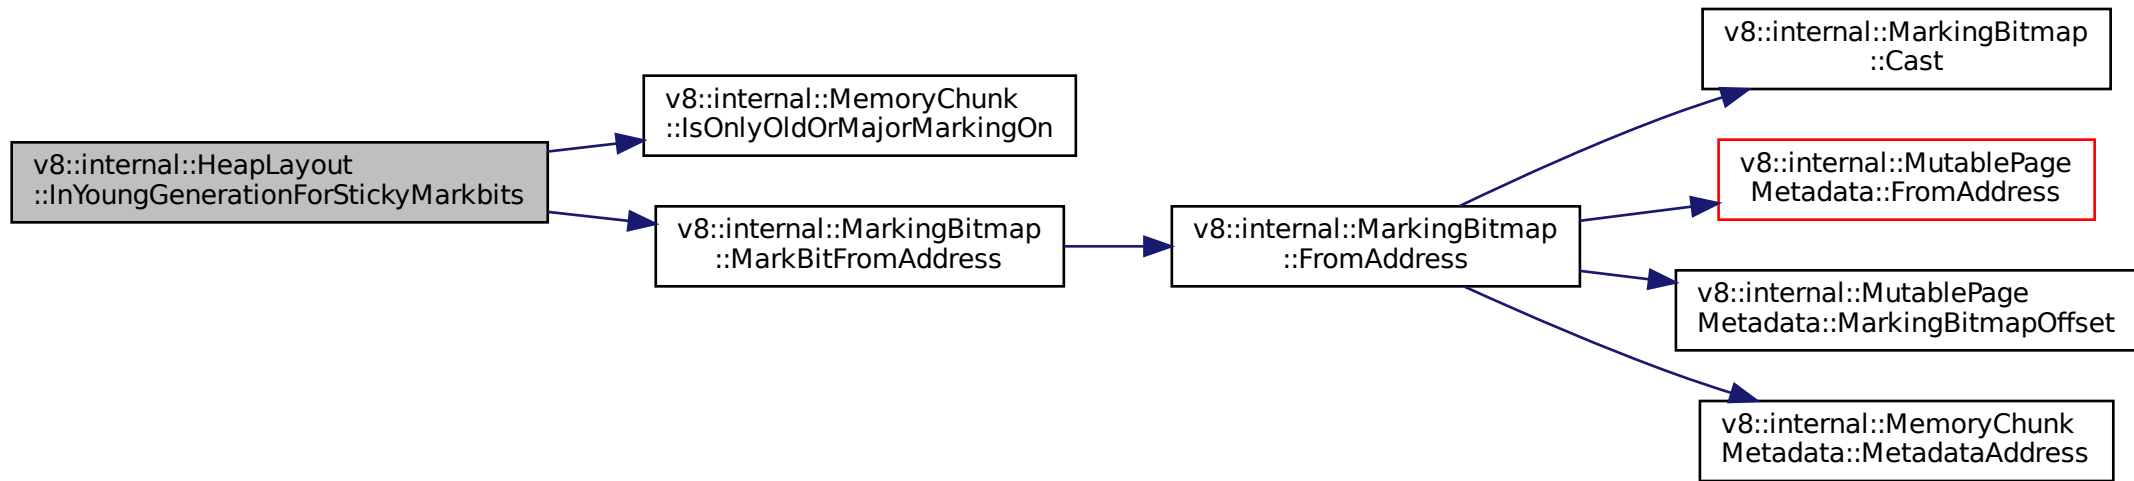 v8::internal::HeapLayout
::InYoungGenerationForStickyMarkbits
v8::internal::MemoryChunk
::IsOnlyOldOrMajorMarkingOn
v8::internal::MarkingBitmap
::MarkBitFromAddress
v8::internal::MarkingBitmap
::FromAddress
v8::internal::MarkingBitmap
::Cast
v8::internal::MutablePage
Metadata::FromAddress
v8::internal::MutablePage
Metadata::MarkingBitmapOffset
v8::internal::MemoryChunk
Metadata::MetadataAddress